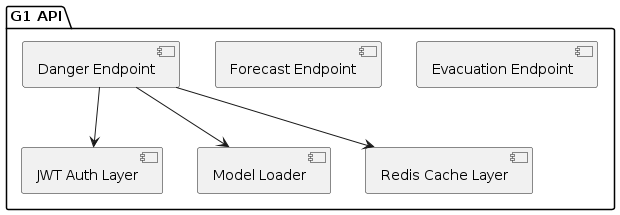 G1 API
Danger Endpoint
Forecast Endpoint
Evacuation Endpoint
JWT Auth Layer
Model Loader
Redis Cache Layer